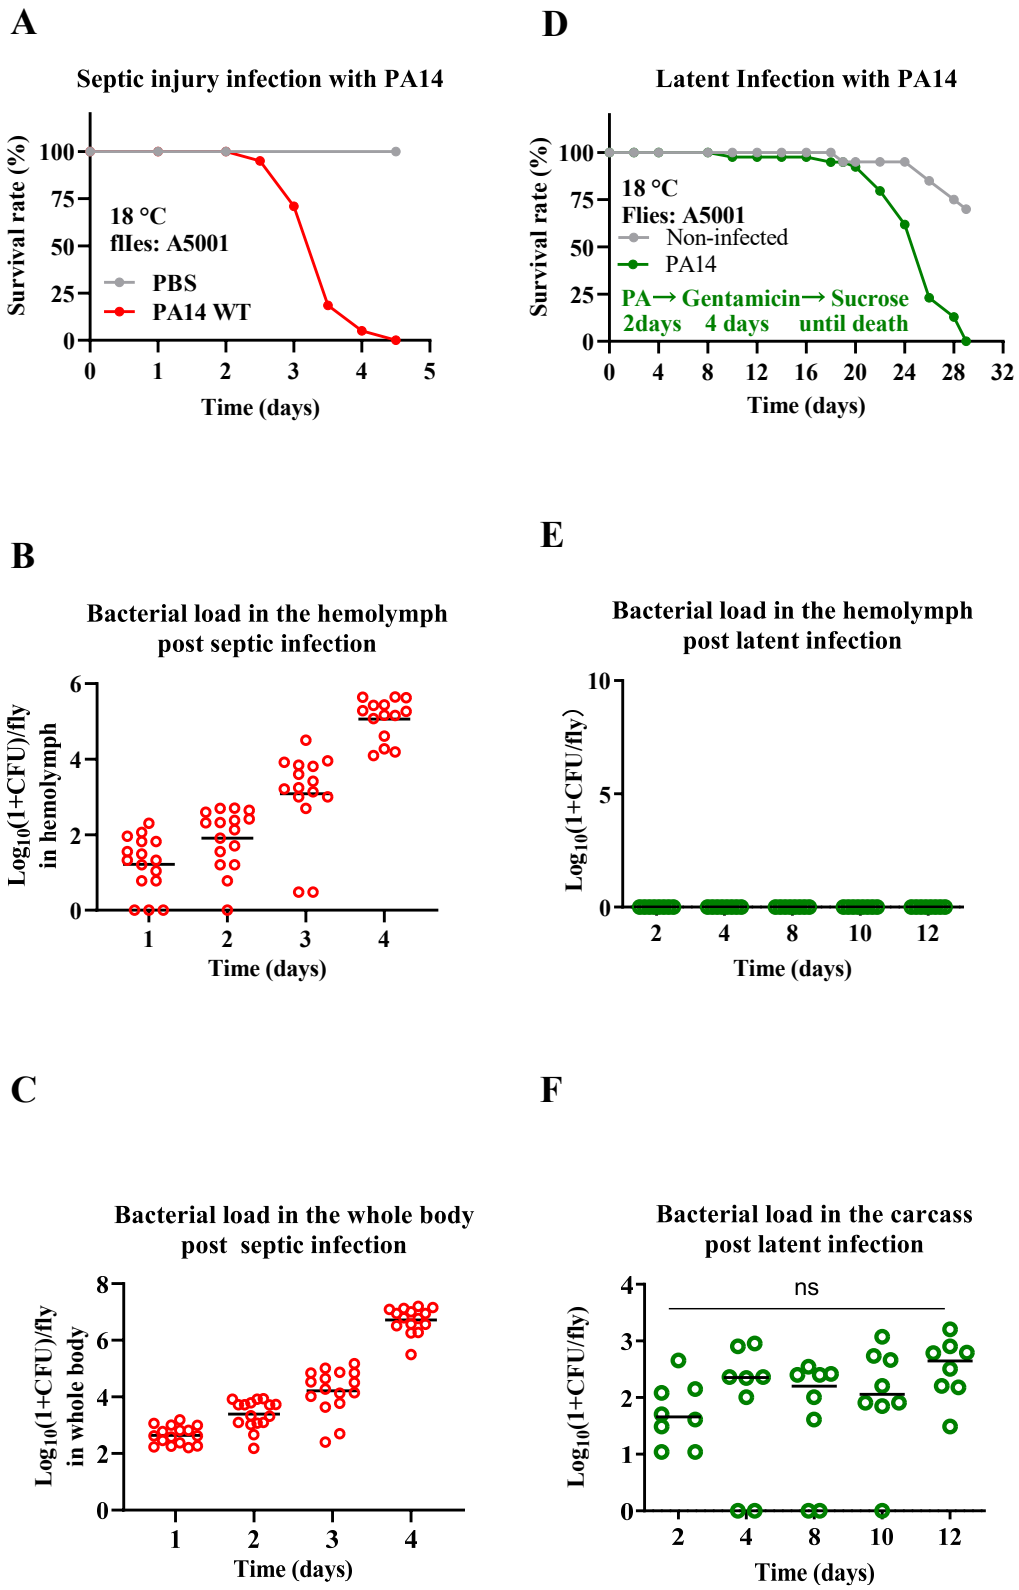 A
Septic injury infection with PA14
Survival rate (%)
100
75
50
25
0
18 °C
flIes: A5001
PBS
PA14 WT
0 1 2 3 4 5
Time (days)
D
Latent Infection with PA14
Survival rate (%)
100
75
50
25
0
18 °C
Flies: A5001
Non-infected
PA14
PA→ Gentamicin→ Sucrose
2days 4 days until death
0 4 8 12 16 20 24 28 32
Time (days)
B
Bacterial load in the hemolymph
post septic infection
Log10(1+CFU)/fly
in hemolymph
6
4
2
0
1 2 3 4
Time (days)
E
Bacterial load in the hemolymph
post latent infection
Log10(1+CFU/fly)
10
5
0
2 4 8 10 12
Time (days)
C
Bacterial load in the whole body
post septic infection
Log10(1+CFU)/fly
in whole body
8
6
4
2
0
1 2 3 4
Time (days)
F
Bacterial load in the carcass
post latent infection
Log10(1+CFU/fly)
4
3
2
1
0
ns
2 4 8 10 12
Time (days)